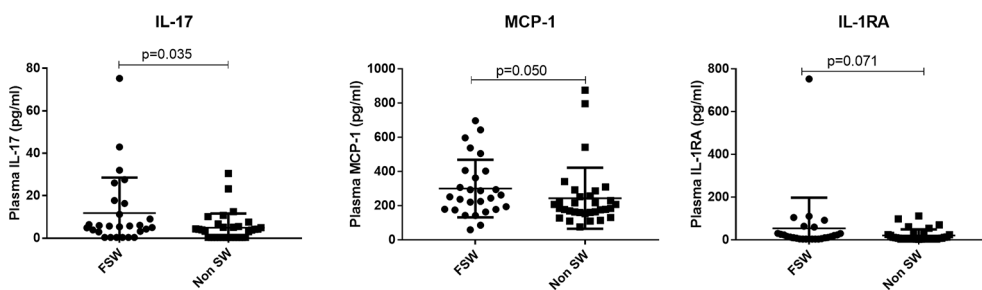 IL-17
p=0.035
Plasma IL-17 (pg/ml)
80
60
40
20
0
FSW
Non SW
MCP-1
p=0.050
Plasma MCP-1 (pg/ml)
1000
800
600
400
200
0
FSW
Non SW
IL-1RA
p=0.071
Plasma IL-1RA (pg/ml)
800
600
400
200
0
FSW
Non SW